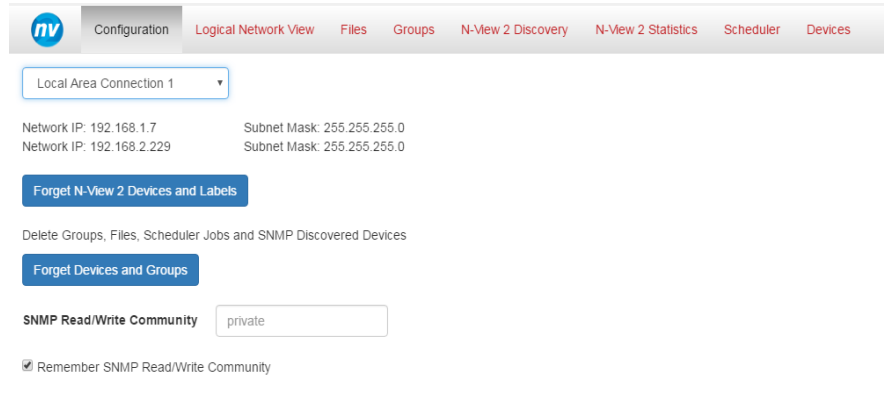 nv Configuration Logical Network View Files Groups N-View 2 Discovery N-View 2 Statistics Scheduler Devices
Local Area Connection 1
Network IP: 192.168.1.7 Subnet Mask: 255.255.255.0
Network IP: 192.168.2.229 Subnet Mask: 255.255.255.0
Forget N-View 2 Devices and Labels
Delete Groups, Files, Scheduler Jobs and SNMP Discovered Devices
Forget Devices and Groups
SNMP Read/Write Community private
Remember SNMP Read/Write Community